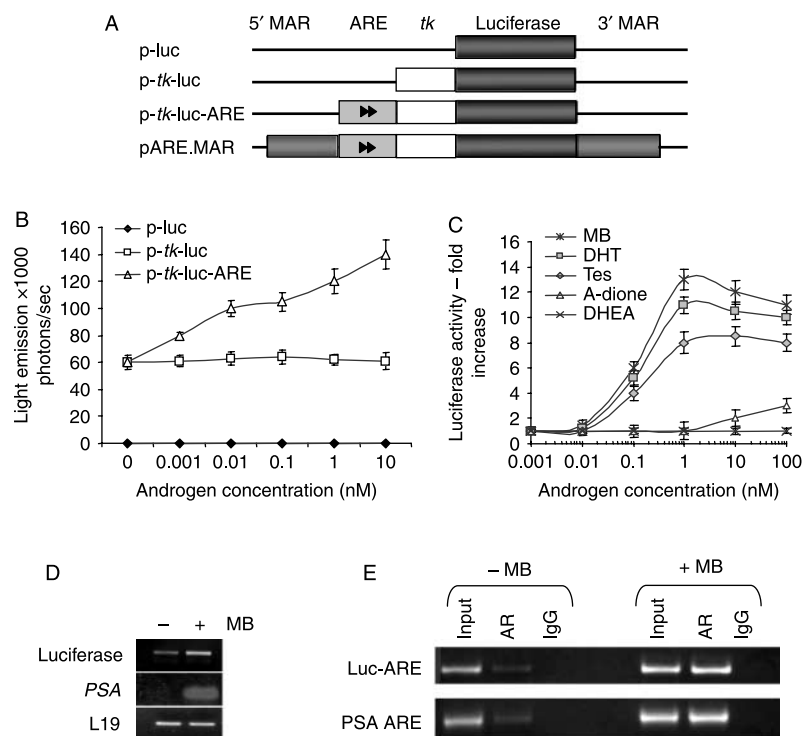 A
5′ MAR ARE tk Luciferase 3′ MAR
p-luc
p-tk-luc
p-tk-luc-ARE
pARE.MAR
B
Light emission ×1000
photons/sec
160
140
120
100
80
60
40
20
0
p-luc
p-tk-luc
p-tk-luc-ARE
0 0.001 0.01 0.1 1 10
Androgen concentration (nM)
C
Luciferase activity – fold
increase
16
14
12
10
8
6
4
2
0
MB
DHT
Tes
A-dione
DHEA
0.001 0.01 0.1 1 10 100
Androgen concentration (nM)
D
– + MB
Luciferase
PSA
L19
E
– MB + MB
Input AR IgG Input AR IgG
Luc-ARE
PSA ARE